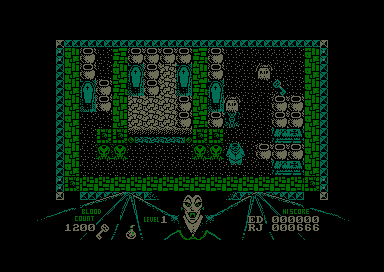 BLOOD
COUNT
1200
LEVEL 1
HISCORE
ED 000000
RJ 000666